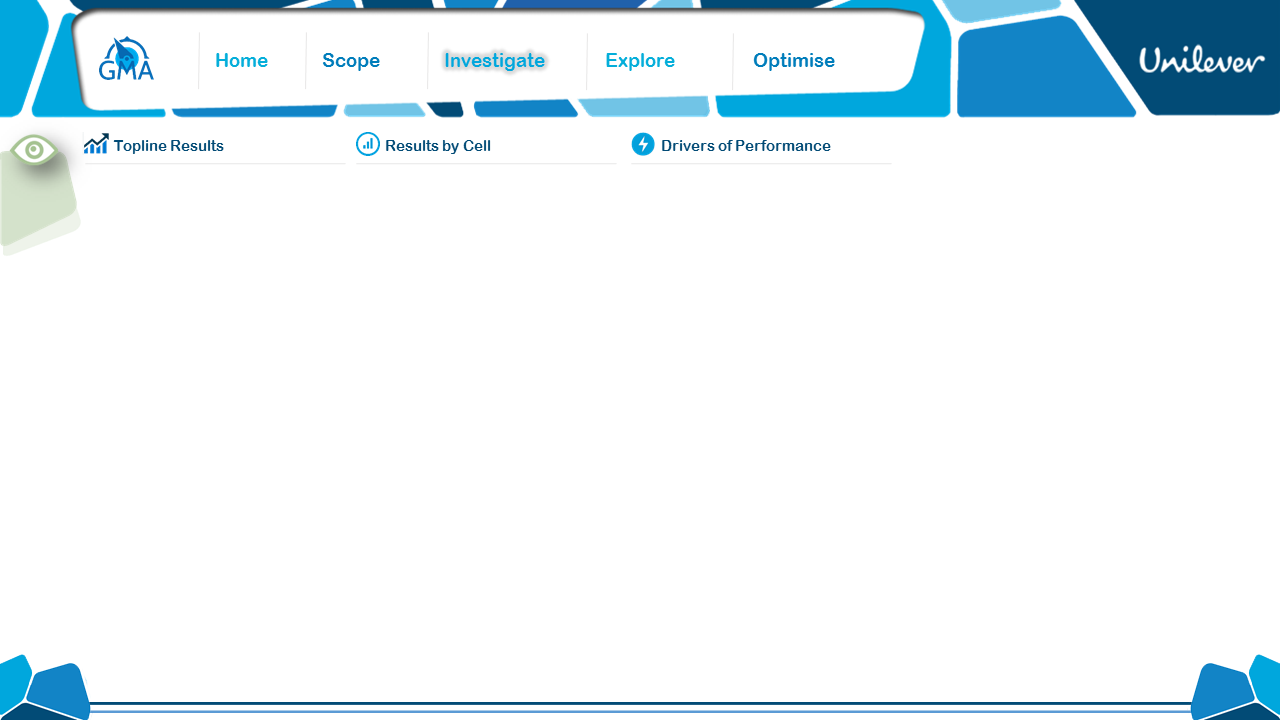 GMA
Home
Scope
Investigate
Explore
Optimise
Unilever
Topline Results
Results by Cell
Drivers of Performance